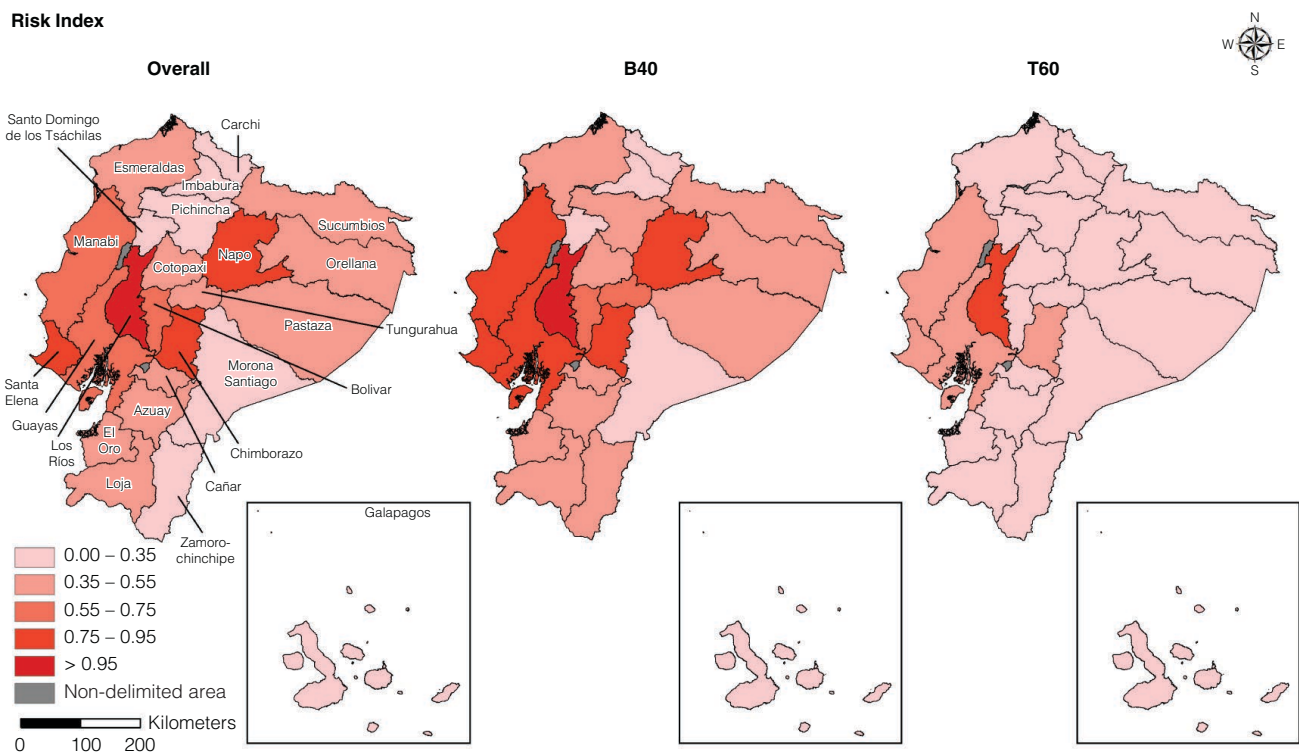 Risk Index
N
W
E
S
Overall
B40
T60
Santo Domingo
de los Tsáchilas
Carchi
Esmeraldas
Imbabura
Pichincha
Sucumbios
Manabi
Napo
Cotopaxi
Orellana
Pastaza
Tungurahua
Morona
Santiago
Bolivar
Santa
Elena
Azuay
Guayas
El
Oro
Los
Ríos
Chimborazo
Loja
Cañar
Galapagos
Zamoro-
chinchipe
0.00 – 0.35
0.35 – 0.55
0.55 – 0.75
0.75 – 0.95
> 0.95
Non-delimited area
Kilometers
0 100 200